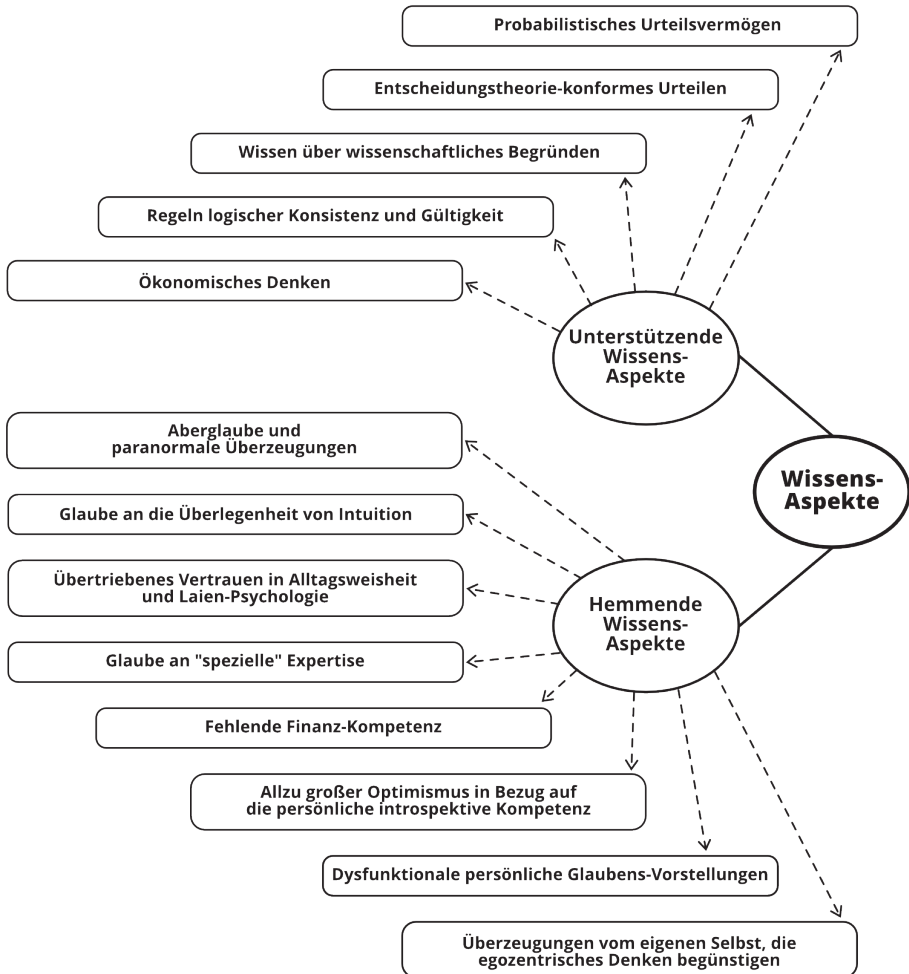 Probabilistisches Urteilsvermögen
Entscheidungstheorie-konformes Urteilen
Wissen über wissenschaftliches Begründen
Regeln logischer Konsistenz und Gültigkeit
Ökonomisches Denken
Unterstützende
Wissens-
Aspekte
Aberglaube und
paranormale Überzeugungen
Wissens-
Aspekte
Glaube an die Überlegenheit von Intuition
Übertriebenes Vertrauen in Alltagsweisheit
und Laien-Psychologie
Hemmende
Wissens-
Aspekte
Glaube an "spezielle" Expertise
Fehlende Finanz-Kompetenz
Allzu großer Optimismus in Bezug auf
die persönliche introspektive Kompetenz
Dysfunktionale persönliche Glaubens-Vorstellungen
Überzeugungen vom eigenen Selbst, die
egozentrisches Denken begünstigen